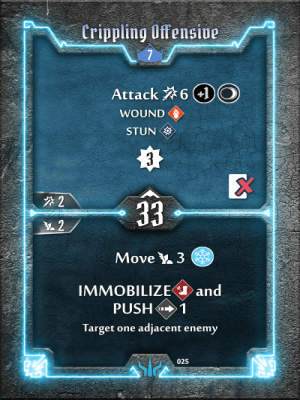 Crippling Offensive
7
Attack 6 +1
WOUND
STUN
3
2
33
2
Move 3
IMMOBILIZE and
PUSH 1
Target one adjacent enemy
025